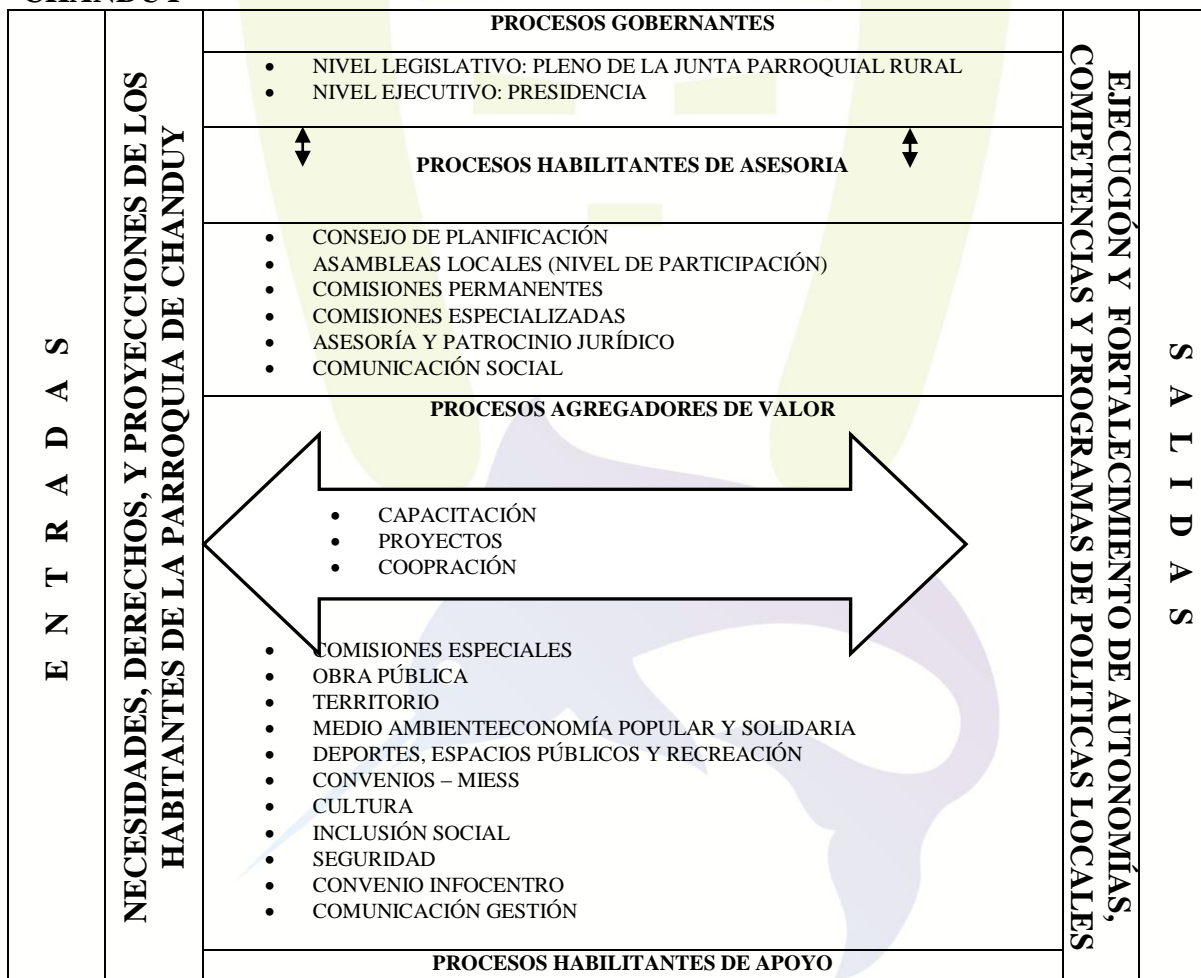 CHANDUY
E N T R A D A S
NECESIDADES, DERECHOS, Y PROYECCIONES DE LOS
HABITANTES DE LA PARROQUIA DE CHANDUY
PROCESOS GOBERNANTES
• NIVEL LEGISLATIVO: PLENO DE LA JUNTA PARROQUIAL RURAL
• NIVEL EJECUTIVO: PRESIDENCIA
PROCESOS HABILITANTES DE ASESORIA
• CONSEJO DE PLANIFICACIÓN
• ASAMBLEAS LOCALES (NIVEL DE PARTICIPACIÓN)
• COMISIONES PERMANENTES
• COMISIONES ESPECIALIZADAS
• ASESORÍA Y PATROCINIO JURÍDICO
• COMUNICACIÓN SOCIAL
PROCESOS AGREGADORES DE VALOR
• CAPACITACIÓN
• PROYECTOS
• COOPRACIÓN
• COMISIONES ESPECIALES
• OBRA PÚBLICA
• TERRITORIO
• MEDIO AMBIENTEECONOMÍA POPULAR Y SOLIDARIA
• DEPORTES, ESPACIOS PÚBLICOS Y RECREACIÓN
• CONVENIOS – MIESS
• CULTURA
• INCLUSIÓN SOCIAL
• SEGURIDAD
• CONVENIO INFOCENTRO
• COMUNICACIÓN GESTIÓN
PROCESOS HABILITANTES DE APOYO
EJECUCIÓN Y FORTALECIMIENTO DE AUTONOMÍAS,
COMPETENCIAS Y PROGRAMAS DE POLITICAS LOCALES
S A L I D A S